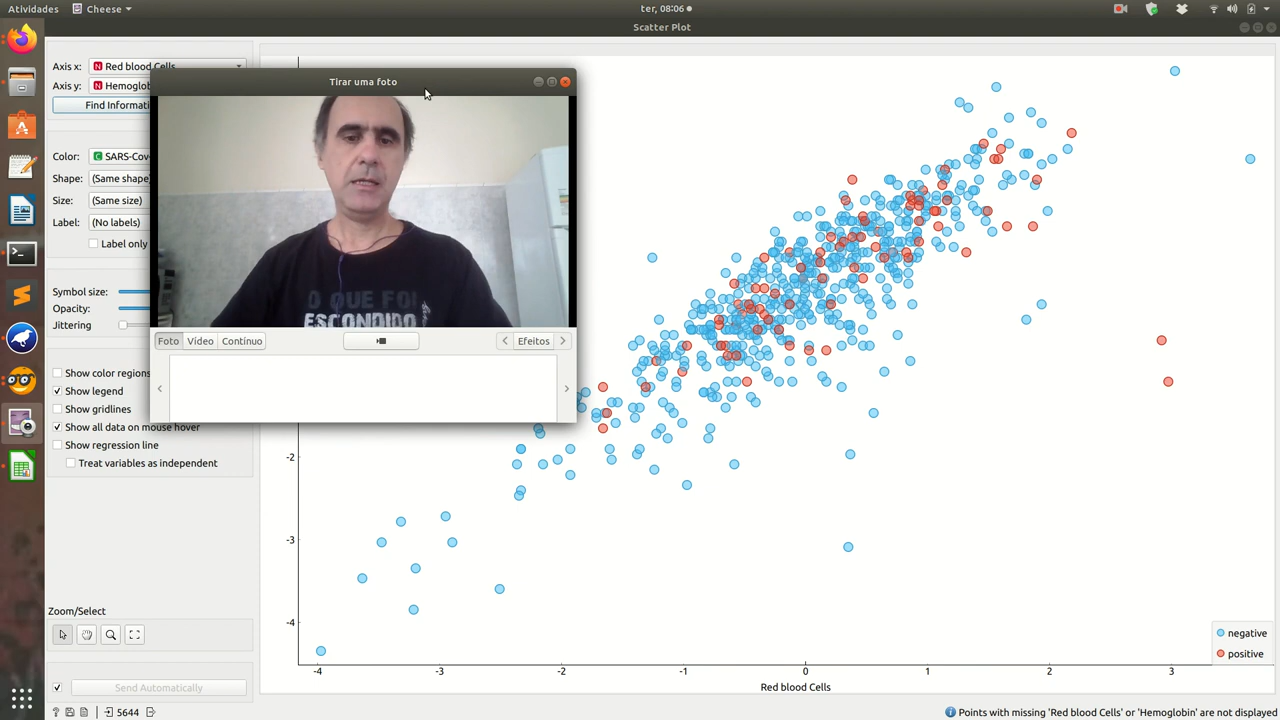 Atividades
Cheese
ter, 08:06
Scatter Plot
Axis x:
Red blood Cells
Axis y:
Find Informati
Color:
Shape:
(Same shape)
Size:
(Same size)
Label:
(No labels)
Label only
Symbol size:
Opacity:
Jittering
Show color regions
Show legend
Show gridlines
Show all data on mouse hover
Show regression line
Treat variables as independent
Zoom/Select
Send Automatically
5644
Tirar uma foto
O QUE FOI
ESCONDIDO
Foto
Vídeo
Contínuo
Efeitos
-2
-3
-4
-4
-3
-2
-1
0
1
2
3
Red blood Cells
negative
positive
Points with missing 'Red blood Cells' or 'Hemoglobin' are not displayed